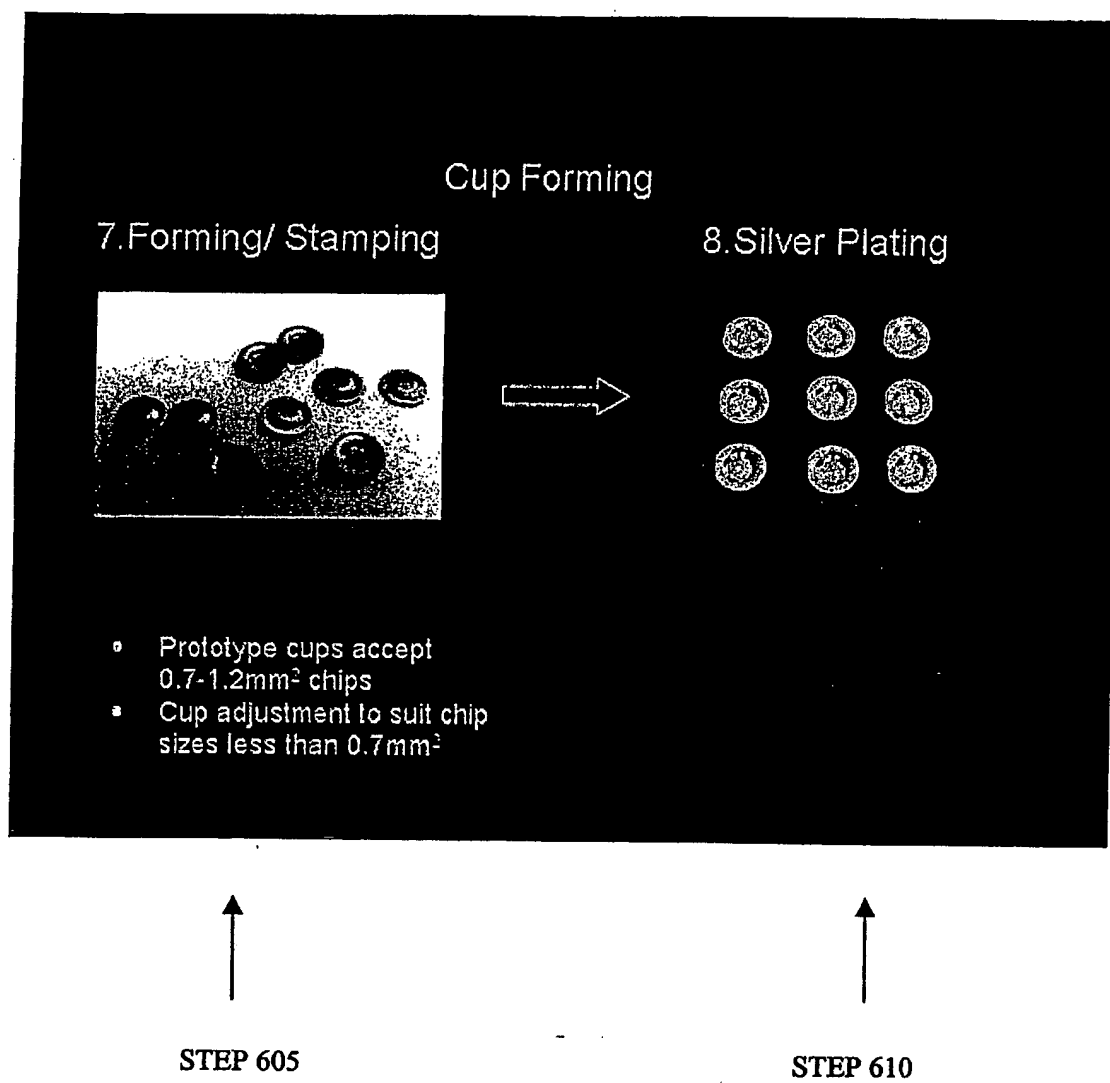 Cup Forming
7.Forming/ Stamping
8.Silver Plating
• Prototype cups accept
0.7-1.2mm² chips
• Cup adjustment to suit chip
sizes less than 0.7mm²
STEP 605
STEP 610